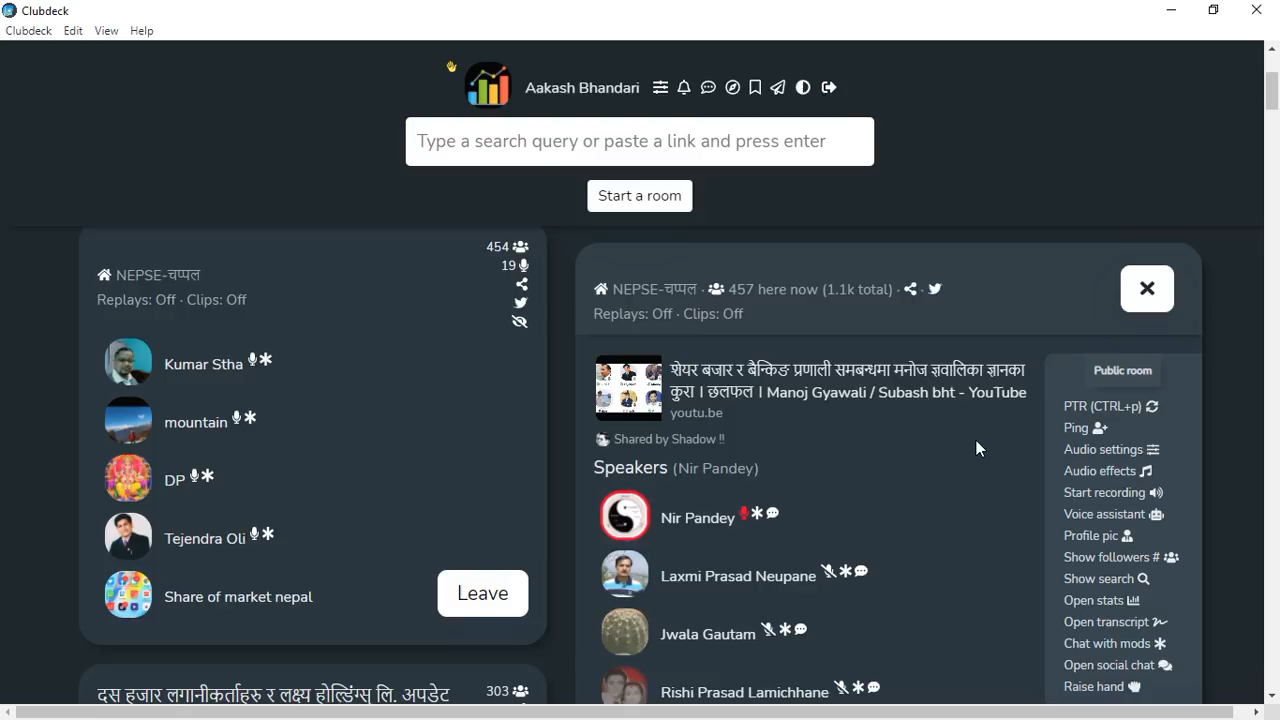 Clubdeck
Clubdeck Edit View Help
Aakash Bhandari
Type a search query or paste a link and press enter
Start a room
454
19
NEPSE-चप्पल
Replays: Off · Clips: Off
Kumar Stha
mountain
DP
Tejendra Oli
Share of market nepal
Leave
दस हजार लगानीकर्ताहरु र लक्ष्य होल्डिंग्स् लि. अपडेट
303
NEPSE-चप्पल · 457 here now (1.1k total) · ·
Replays: Off · Clips: Off
शेयर बजार र बैन्किङ प्रणाली समबन्धमा मनोज ज्ञवालिका ज्ञानका
कुरा । छलफल । Manoj Gyawali / Subash bht - YouTube
youtu.be
Shared by Shadow !!
Speakers (Nir Pandey)
Nir Pandey
Laxmi Prasad Neupane
Jwala Gautam
Rishi Prasad Lamichhane
Public room
PTR (CTRL+p)
Ping
Audio settings
Audio effects
Start recording
Voice assistant
Profile pic
Show followers #
Show search
Open stats
Open transcript
Chat with mods
Open social chat
Raise hand